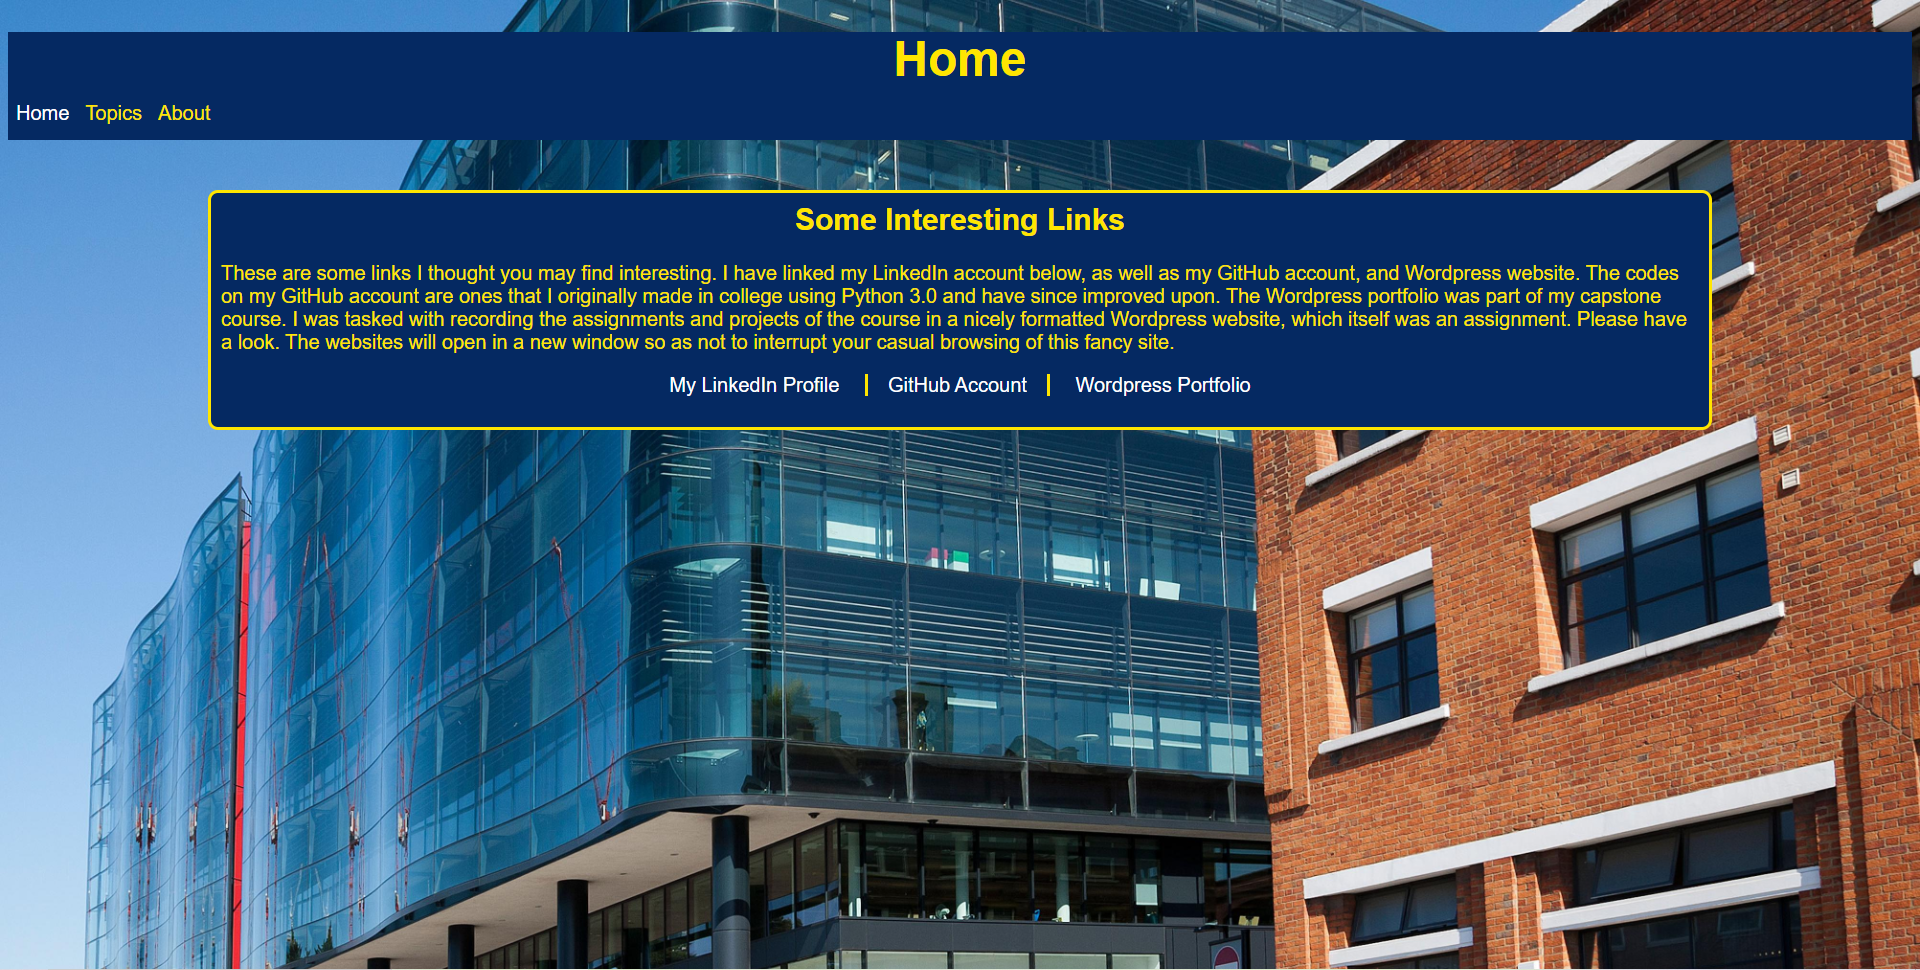 Home
Home Topics About
Some Interesting Links
These are some links I thought you may find interesting. I have linked my LinkedIn account below, as well as my GitHub account, and Wordpress website. The codes
on my GitHub account are ones that I originally made in college using Python 3.0 and have since improved upon. The Wordpress portfolio was part of my capstone
course. I was tasked with recording the assignments and projects of the course in a nicely formatted Wordpress website, which itself was an assignment. Please have
a look. The websites will open in a new window so as not to interrupt your casual browsing of this fancy site.
My LinkedIn Profile GitHub Account Wordpress Portfolio